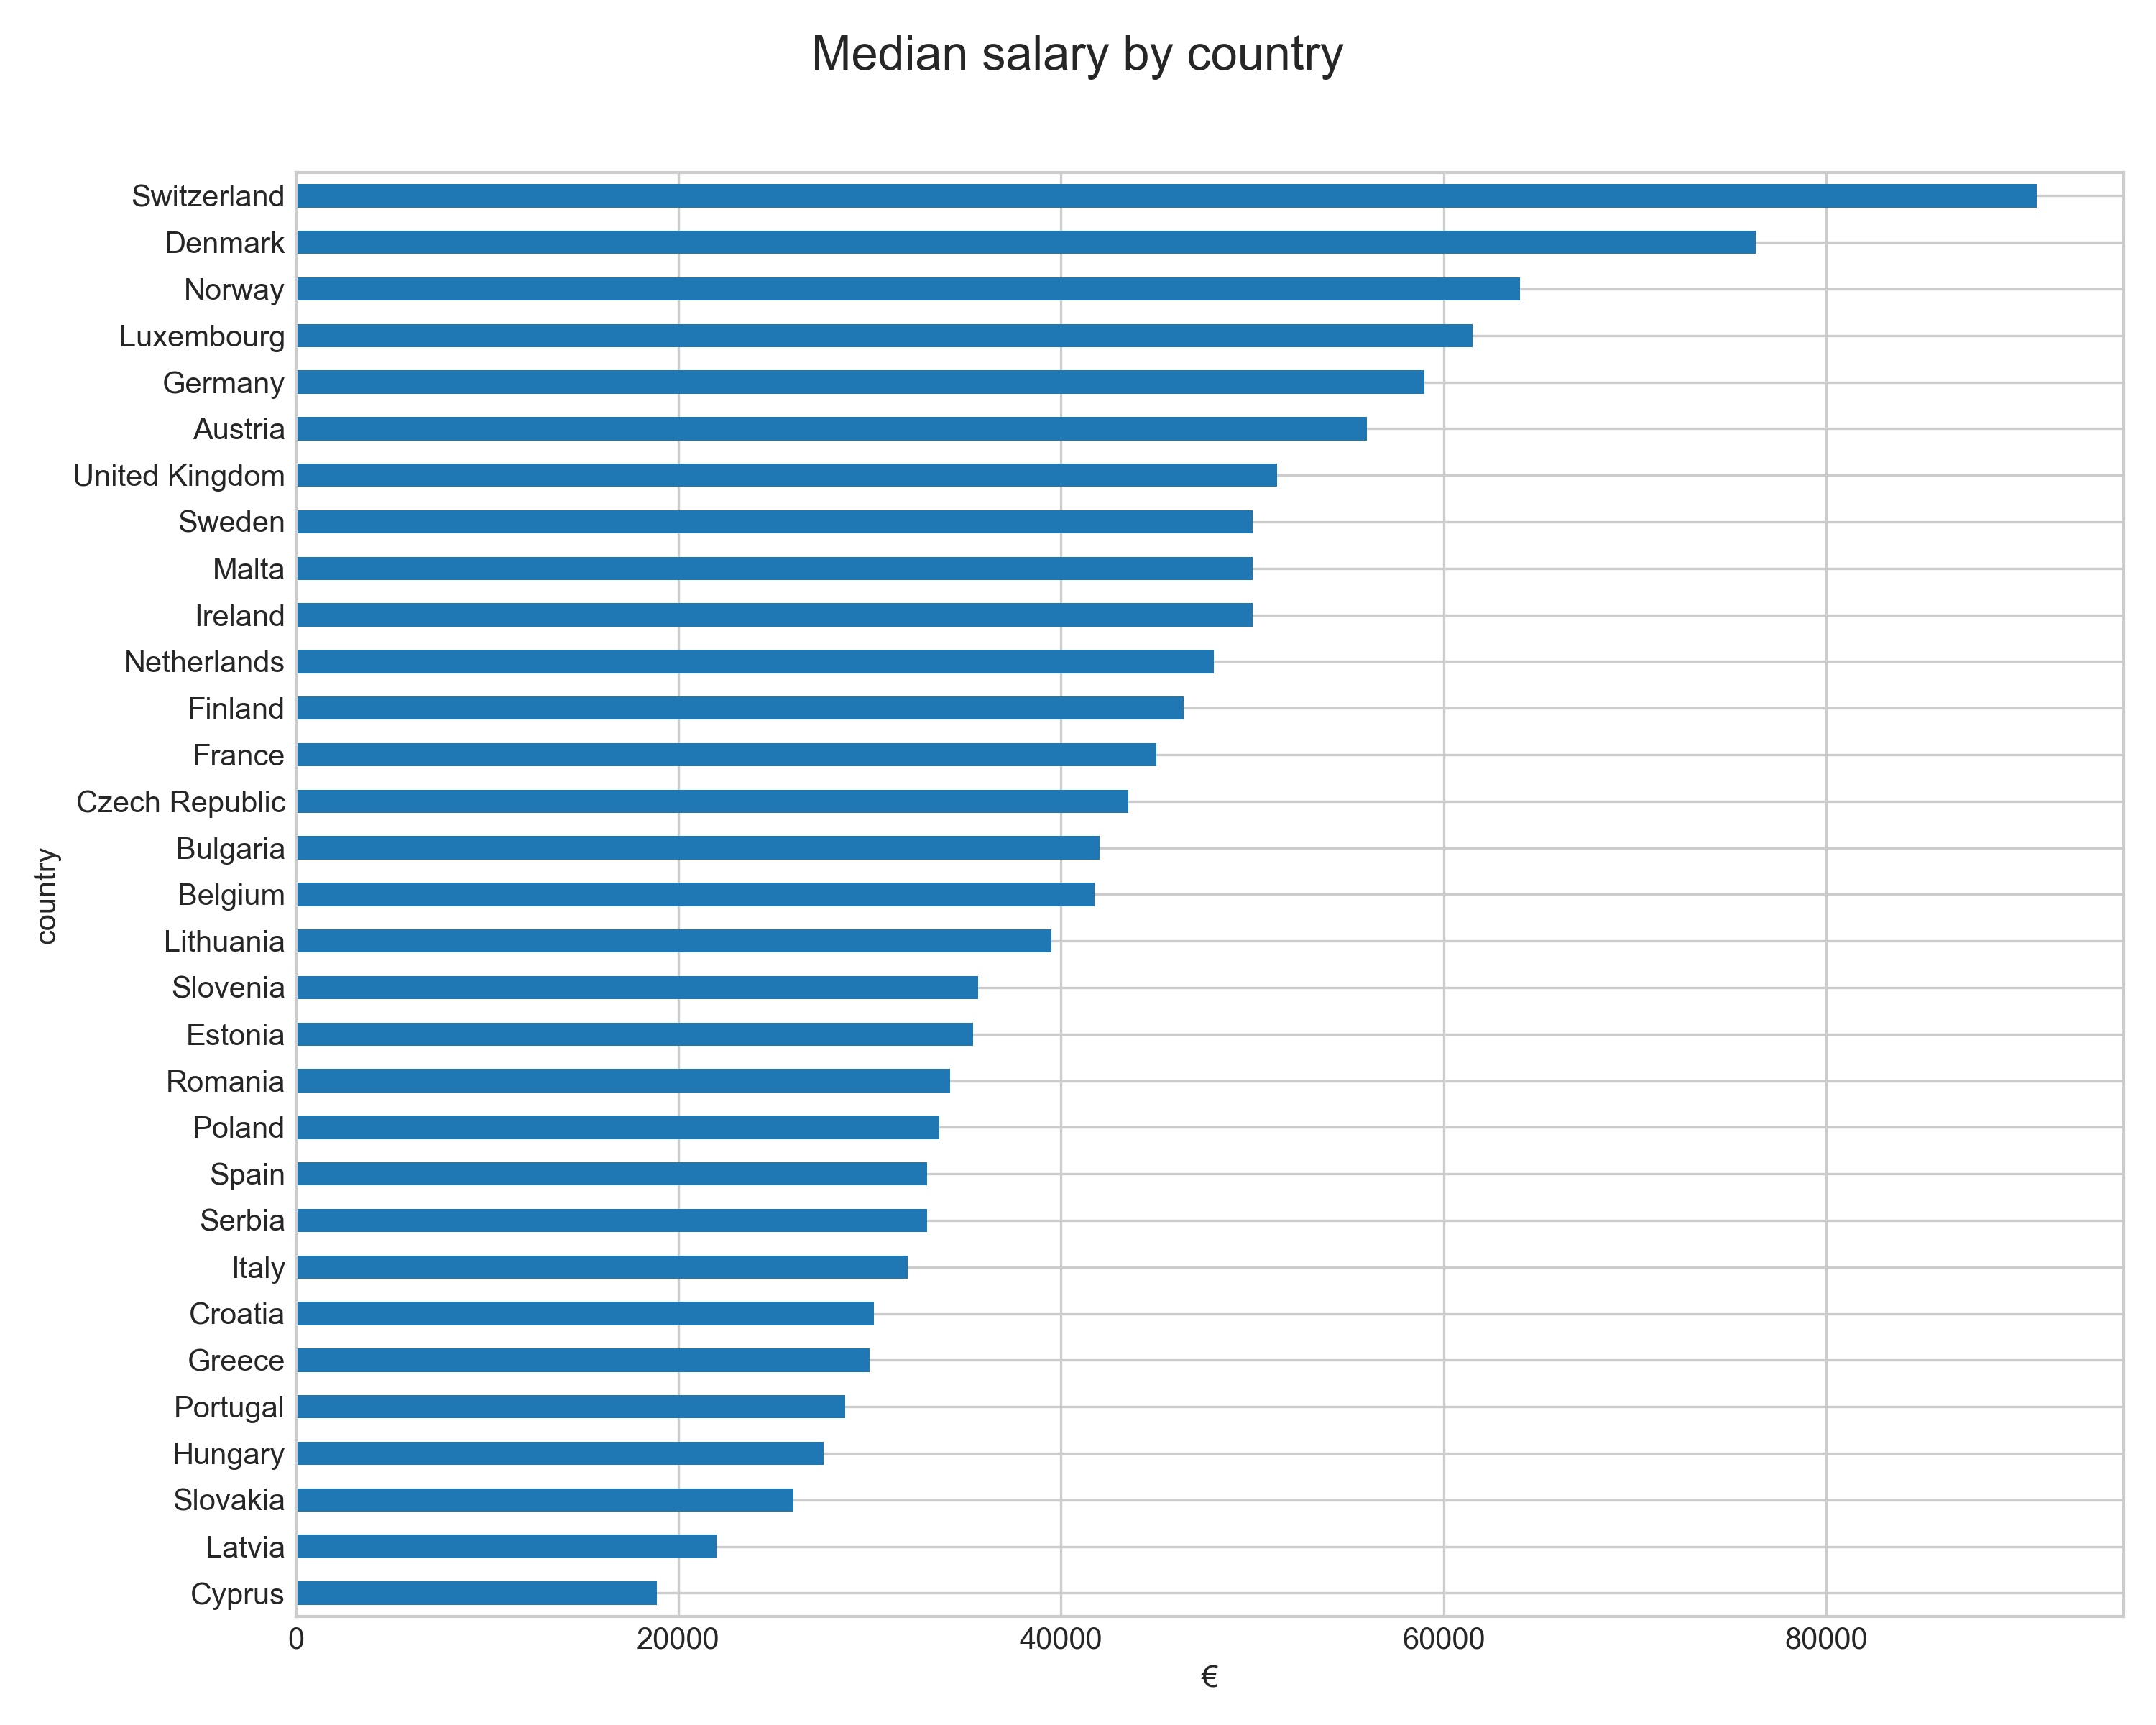 Median salary by country
Switzerland
Denmark
Norway
Luxembourg
Germany
Austria
United Kingdom
Sweden
Malta
Ireland
Netherlands
Finland
France
Czech Republic
Bulgaria
Belgium
Lithuania
Slovenia
Estonia
Romania
Poland
Spain
Serbia
Italy
Croatia
Greece
Portugal
Hungary
Slovakia
Latvia
Cyprus
country
0 20000 40000 60000 80000
€